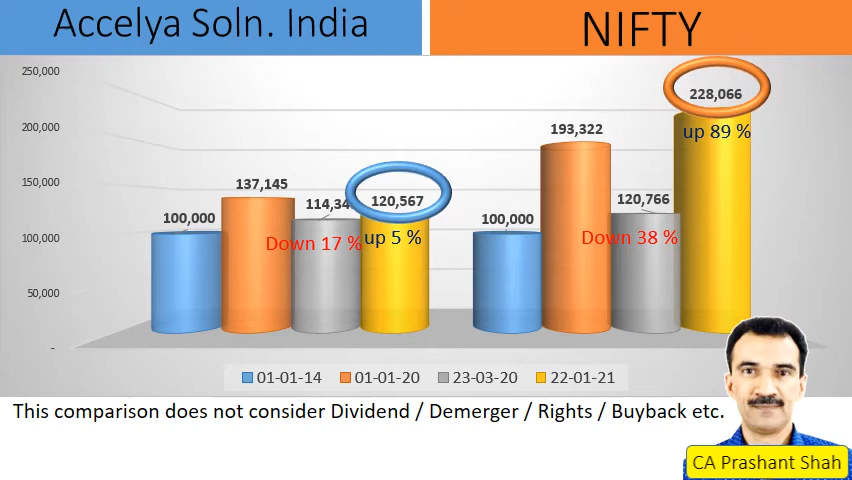 Accelya Soln. India
NIFTY
250,000
200,000
150,000
100,000
50,000
-
100,000
137,145
120,567
Down 17 %
up 5 %
100,000
193,322
120,766
228,066
Down 38 %
up 89 %
01-01-14 01-01-20 23-03-20 22-01-21
This comparison does not consider Dividend / Demerger / Rights / Buyback etc.
CA Prashant Shah